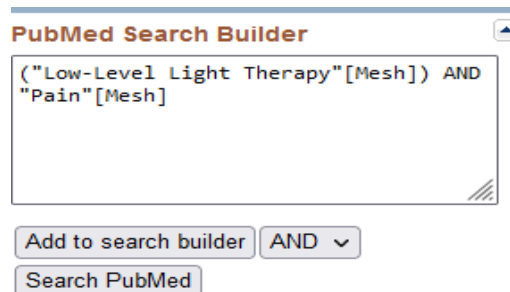 PubMed Search Builder
("Low-Level Light Therapy"[Mesh]) AND
"Pain"[Mesh]
Add to search builder AND
Search PubMed